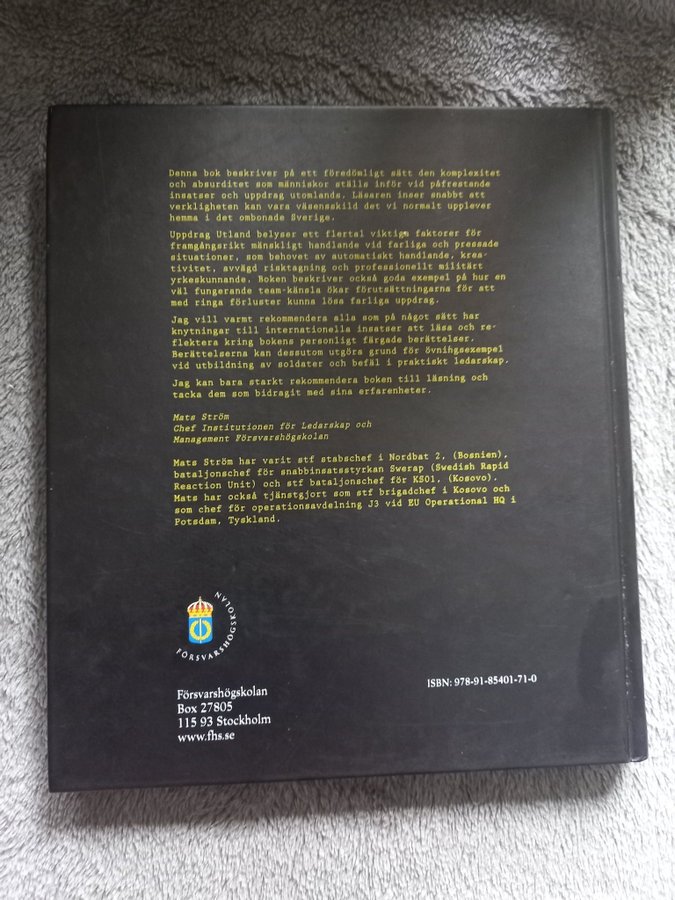 Denna bok beskriver på ett föredömligt sätt den komplexitet
och absurditet som människor ställs inför vid påfrestande
insatser och uppdrag utomlands. Läsaren inser snabbt att
verkligheten kan vara väsensskild det vi normalt upplever
hemma i det ombonade Sverige.
Uppdrag Utland belyser ett flertal viktiga faktorer för
framgångsrikt mänskligt handlande vid farliga och pressade
situationer, som behovet av automatiskt handlande, krea-
tivitet, avvägd risktagning och professionellt militärt
yrkeskunnande. Boken beskriver också goda exempel på hur en
väl fungerande team-känsla ökar förutsättningarna för att
med ringa förluster kunna lösa farliga uppdrag.
Jag vill varmt rekommendera alla som på något sätt har
knytningar till internationella insatser att läsa och re-
flektera kring bokens personligt färgade berättelser.
Berättelserna kan dessutom utgöra grund för övningsexempel
vid utbildning av soldater och befäl i praktiskt ledarskap.
Jag kan bara starkt rekommendera boken till läsning och
tacka dem som bidragit med sina erfarenheter.
Mats Ström
Chef Institutionen för Ledarskap och
Management Försvarshögskolan
Mats Ström har varit stf stabschef i Nordbat 2, (Bosnien),
bataljonschef för snabbinsatsstyrkan Swerap (Swedish Rapid
Reaction Unit) och stf bataljonschef för KS01, (Kosovo).
Mats har också tjänstgjort som stf brigadchef i Kosovo och
som chef för operationsavdelning J3 vid EU Operational HQ i
Potsdam, Tyskland.
FÖRSVARSHÖGSKOLAN
Försvarshögskolan
Box 27805
115 93 Stockholm
www.fhs.se
ISBN: 978-91-85401-71-0